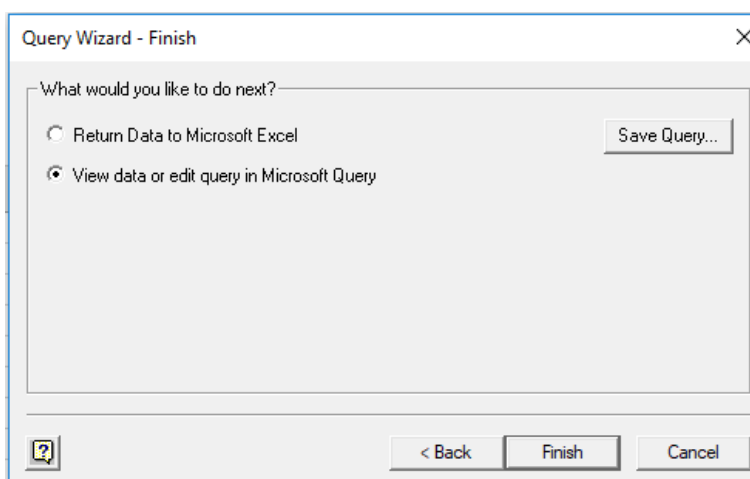 Query Wizard - Finish
What would you like to do next?
Return Data to Microsoft Excel
Save Query...
View data or edit query in Microsoft Query
?
< Back
Finish
Cancel